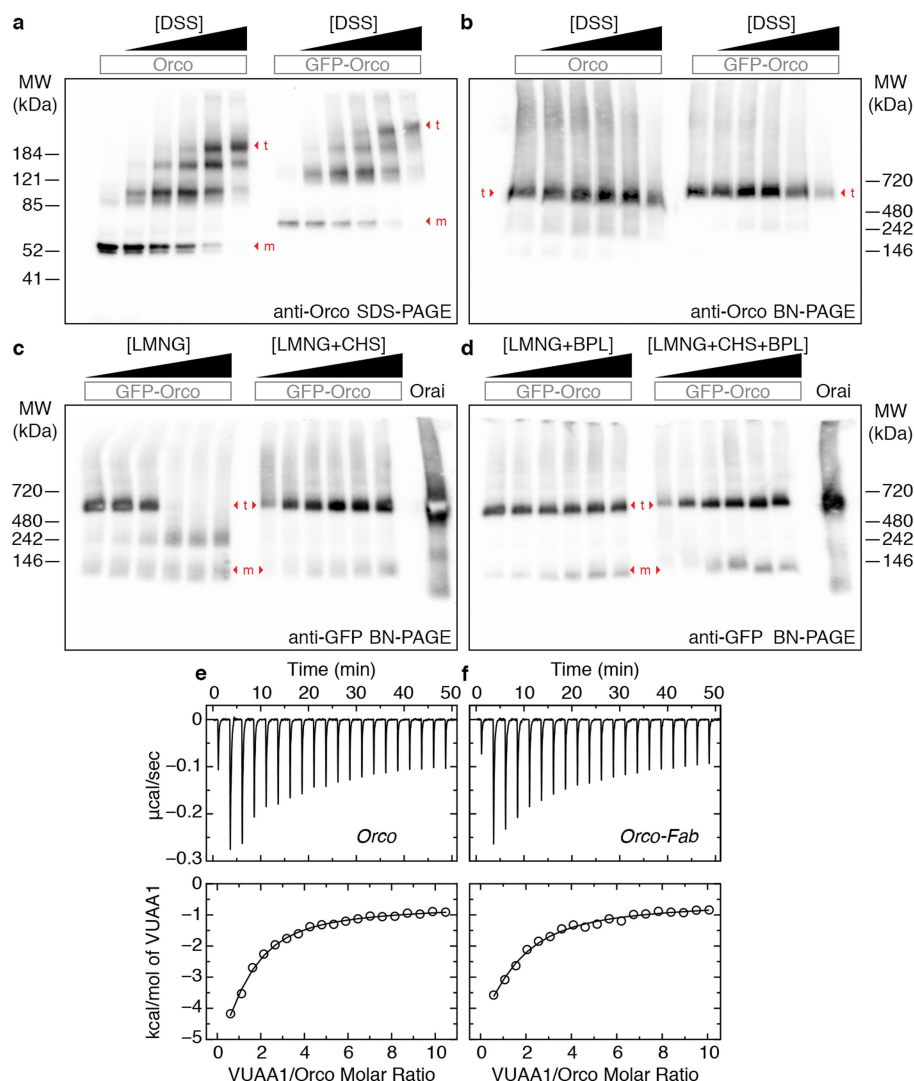 a [DSS] [DSS]
Orco GFP-Orco
MW
(kDa)
184
121
85
52
41
t
t
m
m
anti-Orco SDS-PAGE
b [DSS] [DSS]
Orco GFP-Orco
MW
(kDa)
t t
720
480
242
146
anti-Orco BN-PAGE
c [LMNG] [LMNG+CHS]
GFP-Orco GFP-Orco Orai
MW
(kDa)
720
480
242
146
t
m
anti-GFP BN-PAGE
d [LMNG+BPL] [LMNG+CHS+BPL]
GFP-Orco GFP-Orco Orai
MW
(kDa)
t
m
720
480
242
146
anti-GFP BN-PAGE
e Time (min)
0 10 20 30 40 50
0
−0.1
−0.2
−0.3
µcal/sec
Orco
0
−1
−2
−3
−4
−5
kcal/mol of VUAA1
0 2 4 6 8 10
VUAA1/Orco Molar Ratio
f Time (min)
0 10 20 30 40 50
Orco-Fab
0 2 4 6 8 10
VUAA1/Orco Molar Ratio